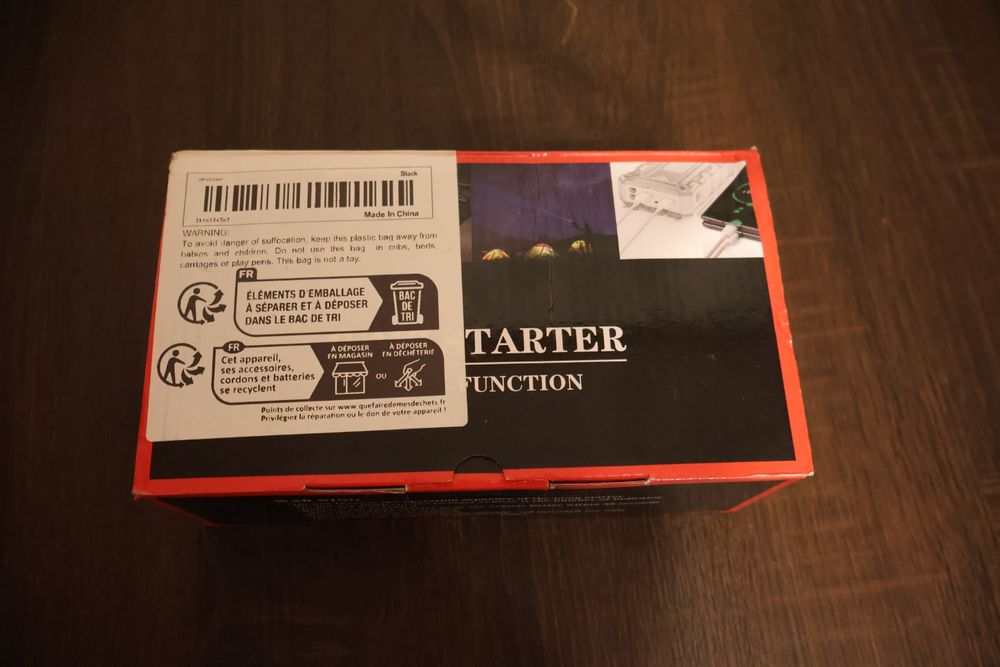 Black
Made In China
WARNING:
To avoid danger of suffocation, keep this plastic bag away from
babies and children. Do not use this bag in cribs, beds,
carriages or play pens. This bag is not a toy.
FR
ÉLÉMENTS D'EMBALLAGE
À SÉPARER ET À DÉPOSER
DANS LE BAC DE TRI
BAC
DE
TRI
FR
Cet appareil,
ses accessoires,
cordons et batteries
se recyclent
À DÉPOSER
EN MAGASIN
OU
À DÉPOSER
EN DÉCHÈTERIE
Points de collecte sur www.quefairedemesdechets.fr
Privilégiez la réparation ou le don de votre appareil !
STARTER
FUNCTION
WARNING